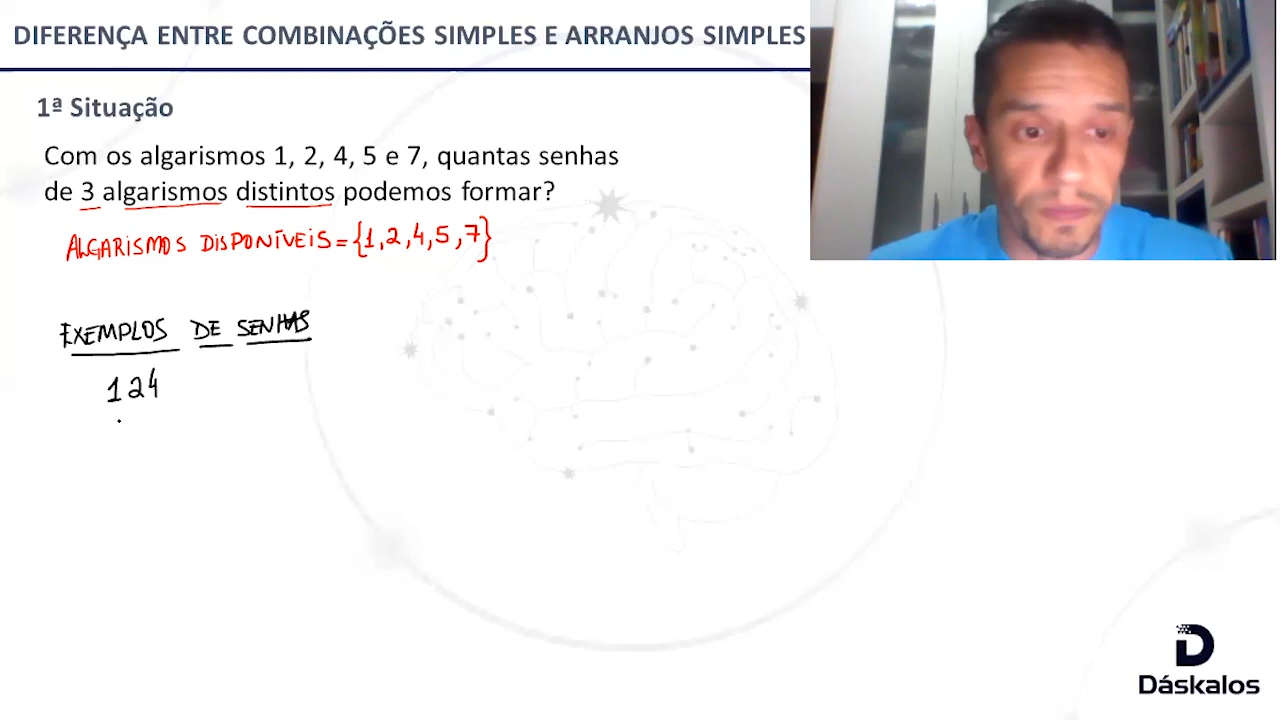 DIFERENÇA ENTRE COMBINAÇÕES SIMPLES E ARRANJOS SIMPLES
1ª Situação
Com os algarismos 1, 2, 4, 5 e 7, quantas senhas
de 3 algarismos distintos podemos formar?
ALGARISMOS DISPONÍVEIS = {1,2,4,5,7}
EXEMPLOS DE SENHAS
124
Dáskalos